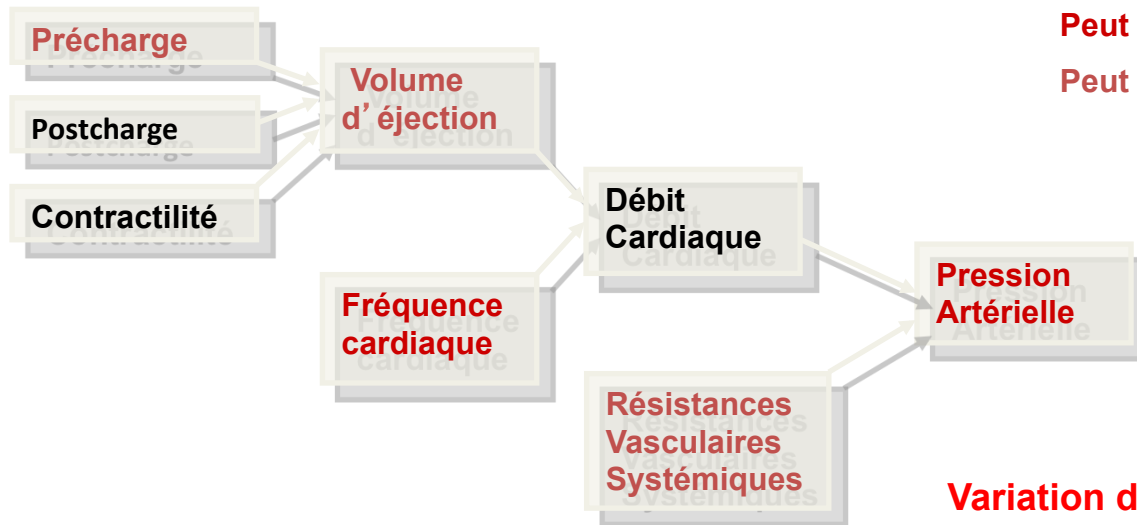 Précharge
Postcharge
Contractilité
Volume
d’éjection
Fréquence
cardiaque
Débit
Cardiaque
Résistances
Vasculaires
Systémiques
Pression
Artérielle
Peut
Peut
Variation d